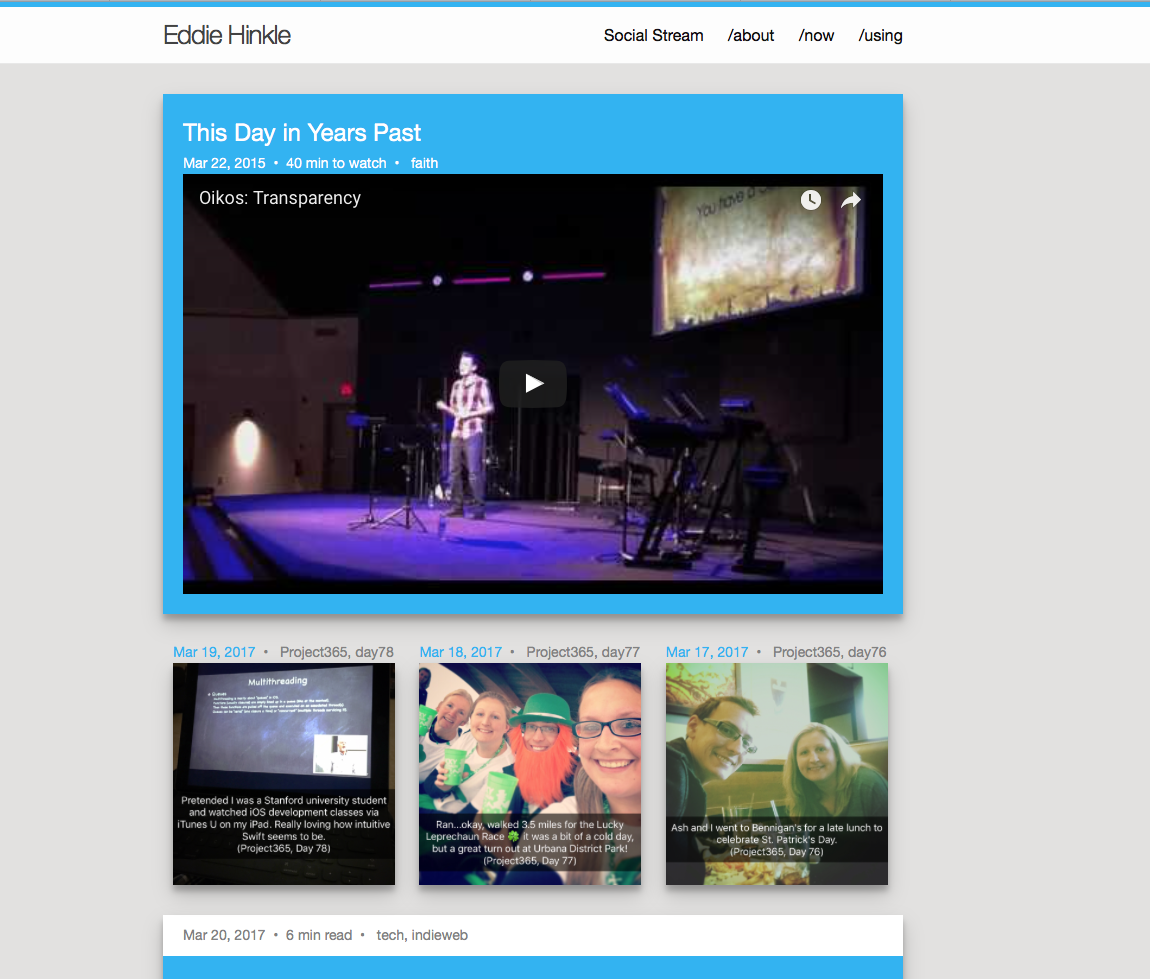 Eddie Hinkle
Social Stream /about /now /using
This Day in Years Past
Mar 22, 2015 • 40 min to watch • faith
Oikos: Transparency
You have a
Mar 19, 2017 • Project365, day78
Multithreading
Queues
Pretended I was a Stanford university student
and watched iOS development classes via
iTunes U on my iPad. Really loving how intuitive
Swift seems to be.
(Project365, Day 78)
Mar 18, 2017 • Project365, day77
Ran...okay, walked 3.5 miles for the Lucky
Leprechaun Race 🍀 it was a bit of a cold day,
but a great turn out at Urbana District Park!
(Project365, Day 77)
Mar 17, 2017 • Project365, day76
Ash and I went to Bennigan's for a late lunch to
celebrate St. Patrick's Day.
(Project365, Day 76)
Mar 20, 2017 • 6 min read • tech, indieweb